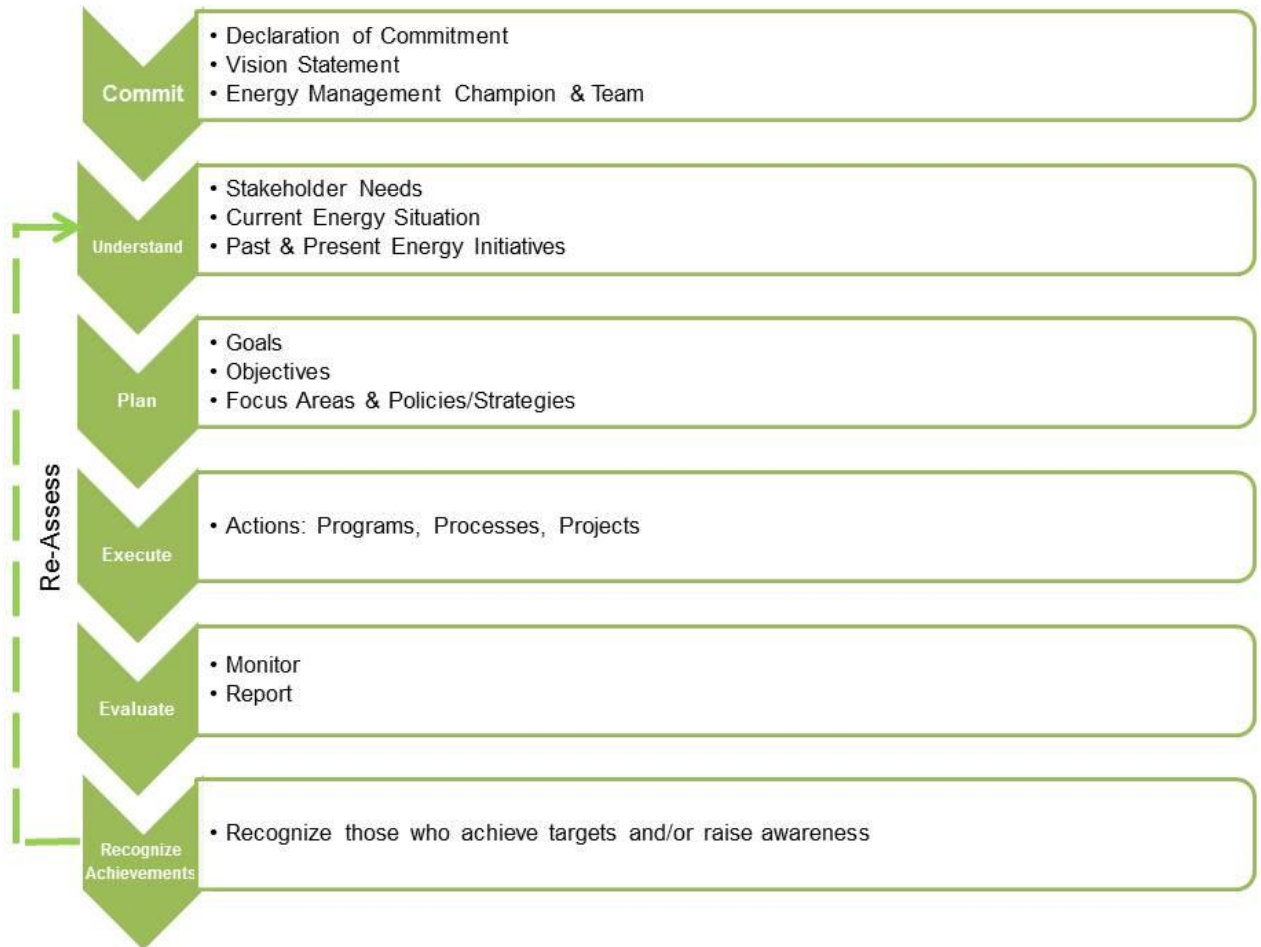 Commit
• Declaration of Commitment
• Vision Statement
• Energy Management Champion & Team
Understand
• Stakeholder Needs
• Current Energy Situation
• Past & Present Energy Initiatives
Plan
• Goals
• Objectives
• Focus Areas & Policies/Strategies
Re-Assess
Execute
• Actions: Programs, Processes, Projects
Evaluate
• Monitor
• Report
Recognize
Achievements
• Recognize those who achieve targets and/or raise awareness